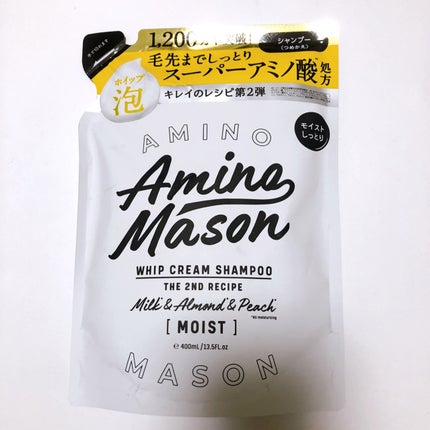 1,200
シャンプー
(つめかえ)
毛先までしっとり
スーパーアミノ酸*処方
ホイップ
泡
キレイのレシピ第2弾
モイスト
しっとり
AMINO
Amino
Mason
WHIP CREAM SHAMPOO
THE 2ND RECIPE
Milk*&Almond*&Peach*
*All moisturizing
[ MOIST ]
℮ 400mL/13.5FL.oz
MASON